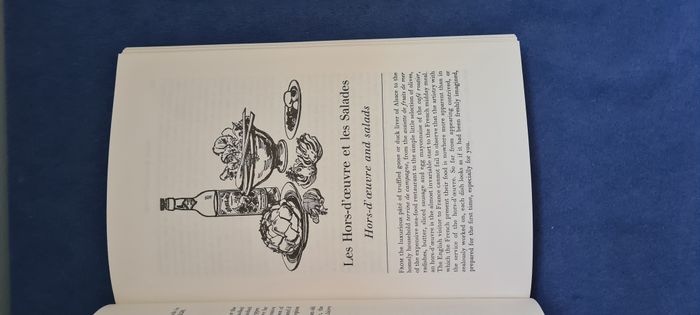 Les Hors-d'œuvre et les Salades
Hors-d'œuvre and salads
From the luxurious pâté of truffled goose or duck liver of Alsace to the
homely household terrine de campagne, from the assiette de fruits de mer
of the expensive sea-food restaurant to the simple little selection of olives,
radishes, butter, sliced sausage and egg mayonnaise of the café routier,
an hors-d'œuvre is the almost invariable start to the French midday meal.
The English visitor to France cannot fail to observe that the artistry with
which the French present their food is nowhere more apparent than in
the service of the hors-d'œuvre. So far from appearing contrived, or
zealously worked on, each dish looks as if it had been freshly imagined,
prepared for the first time, especially for you.